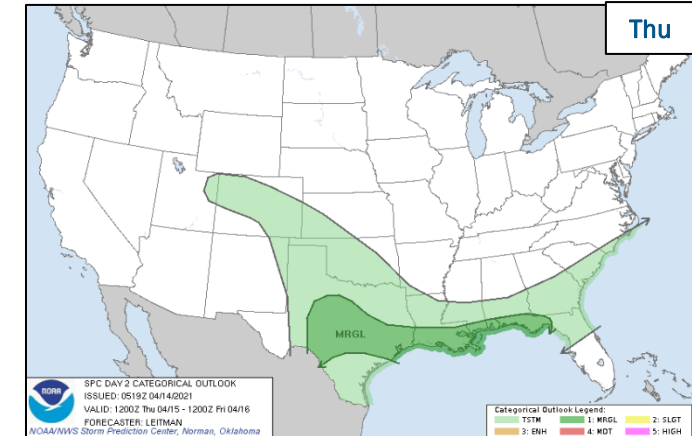 Thu
MRGL
noaa
SPC DAY 2 CATEGORICAL OUTLOOK
ISSUED: 0519Z 04/14/2021
VALID: 1200Z Thu 04/15 - 1200Z Fri 04/16
FORECASTER: LEITMAN
NOAA/NWS Storm Prediction Center, Norman, Oklahoma
Categorical Outlook Legend:
TSTM 1: MRGL 2: SLGT
3: ENH 4: MDT 5: HIGH